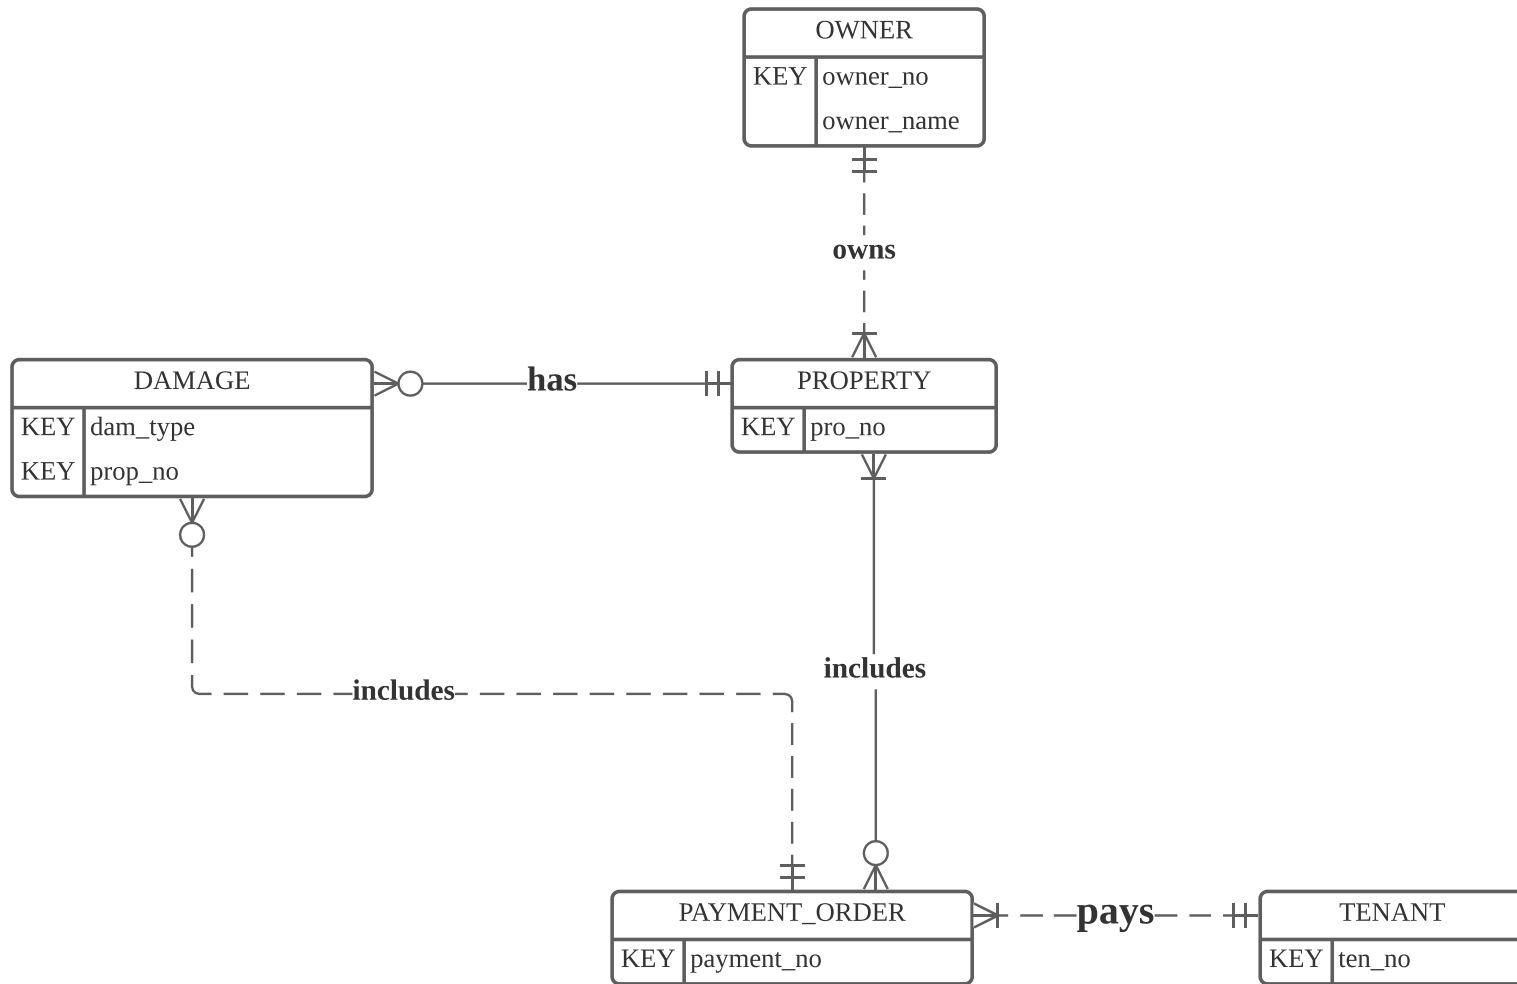 OWNER
KEY owner_no
owner_name
owns
DAMAGE
KEY dam_type
KEY prop_no
has
PROPERTY
KEY pro_no
includes
includes
PAYMENT_ORDER
KEY payment_no
pays
TENANT
KEY ten_no